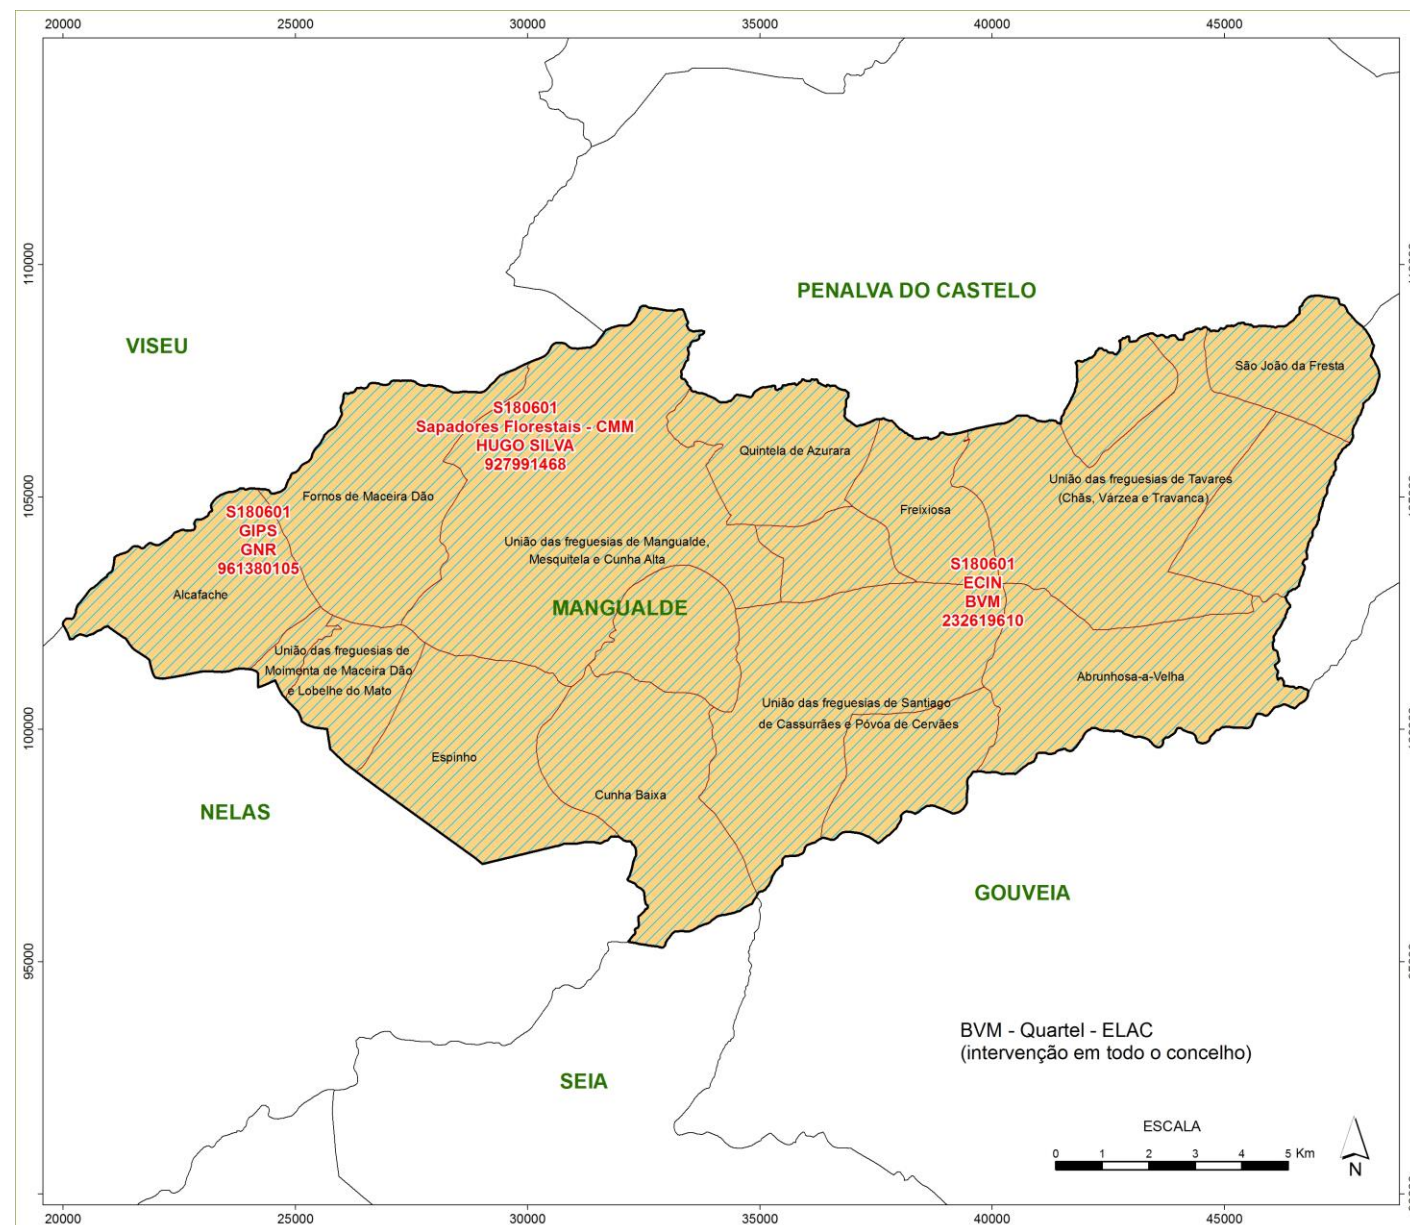 20000
25000
30000
35000
40000
45000
110000
105000
100000
95000
PENALVA DO CASTELO
VISEU
São João da Fresta
S180601
Sapadores Florestais - CMM
HUGO SILVA
927991468
Quintela de Azurara
União das freguesias de Tavares
(Chãs, Várzea e Travanca)
Fornos de Maceira Dão
Freixiosa
S180601
GIPS
GNR
961380105
União das freguesias de Mangualde,
Mesquitela e Cunha Alta
S180601
ECIN
BVM
232619610
Alcafache
MANGUALDE
União das freguesias de
Moimenta de Maceira Dão
e Lobelhe do Mato
Abrunhosa-a-Velha
União das freguesias de Santiago
de Cassurrães e Póvoa de Cervães
Espinho
Cunha Baixa
NELAS
GOUVEIA
SEIA
BVM - Quartel - ELAC
(intervenção em todo o concelho)
ESCALA
0 1 2 3 4 5 Km
N
20000
25000
30000
35000
40000
45000